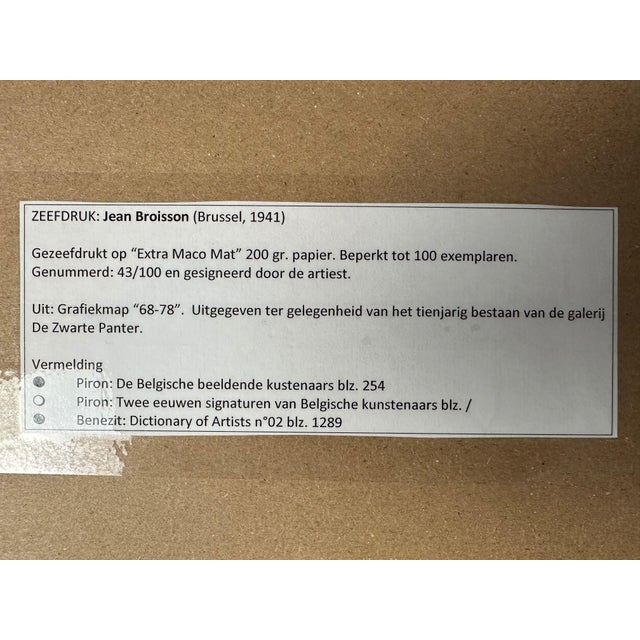 ZEEFDRUK: Jean Broisson (Brussel, 1941)
Gezeefdrukt op “Extra Maco Mat” 200 gr. papier. Beperkt tot 100 exemplaren.
Genummerd: 43/100 en gesigneerd door de artiest.
Uit: Grafiekmap “68-78”. Uitgegeven ter gelegenheid van het tienjarig bestaan van de galerij
De Zwarte Panter.
Vermelding
Piron: De Belgische beeldende kustenaars blz. 254
Piron: Twee eeuwen signaturen van Belgische kunstenaars blz. /
Benezit: Dictionary of Artists n°02 blz. 1289